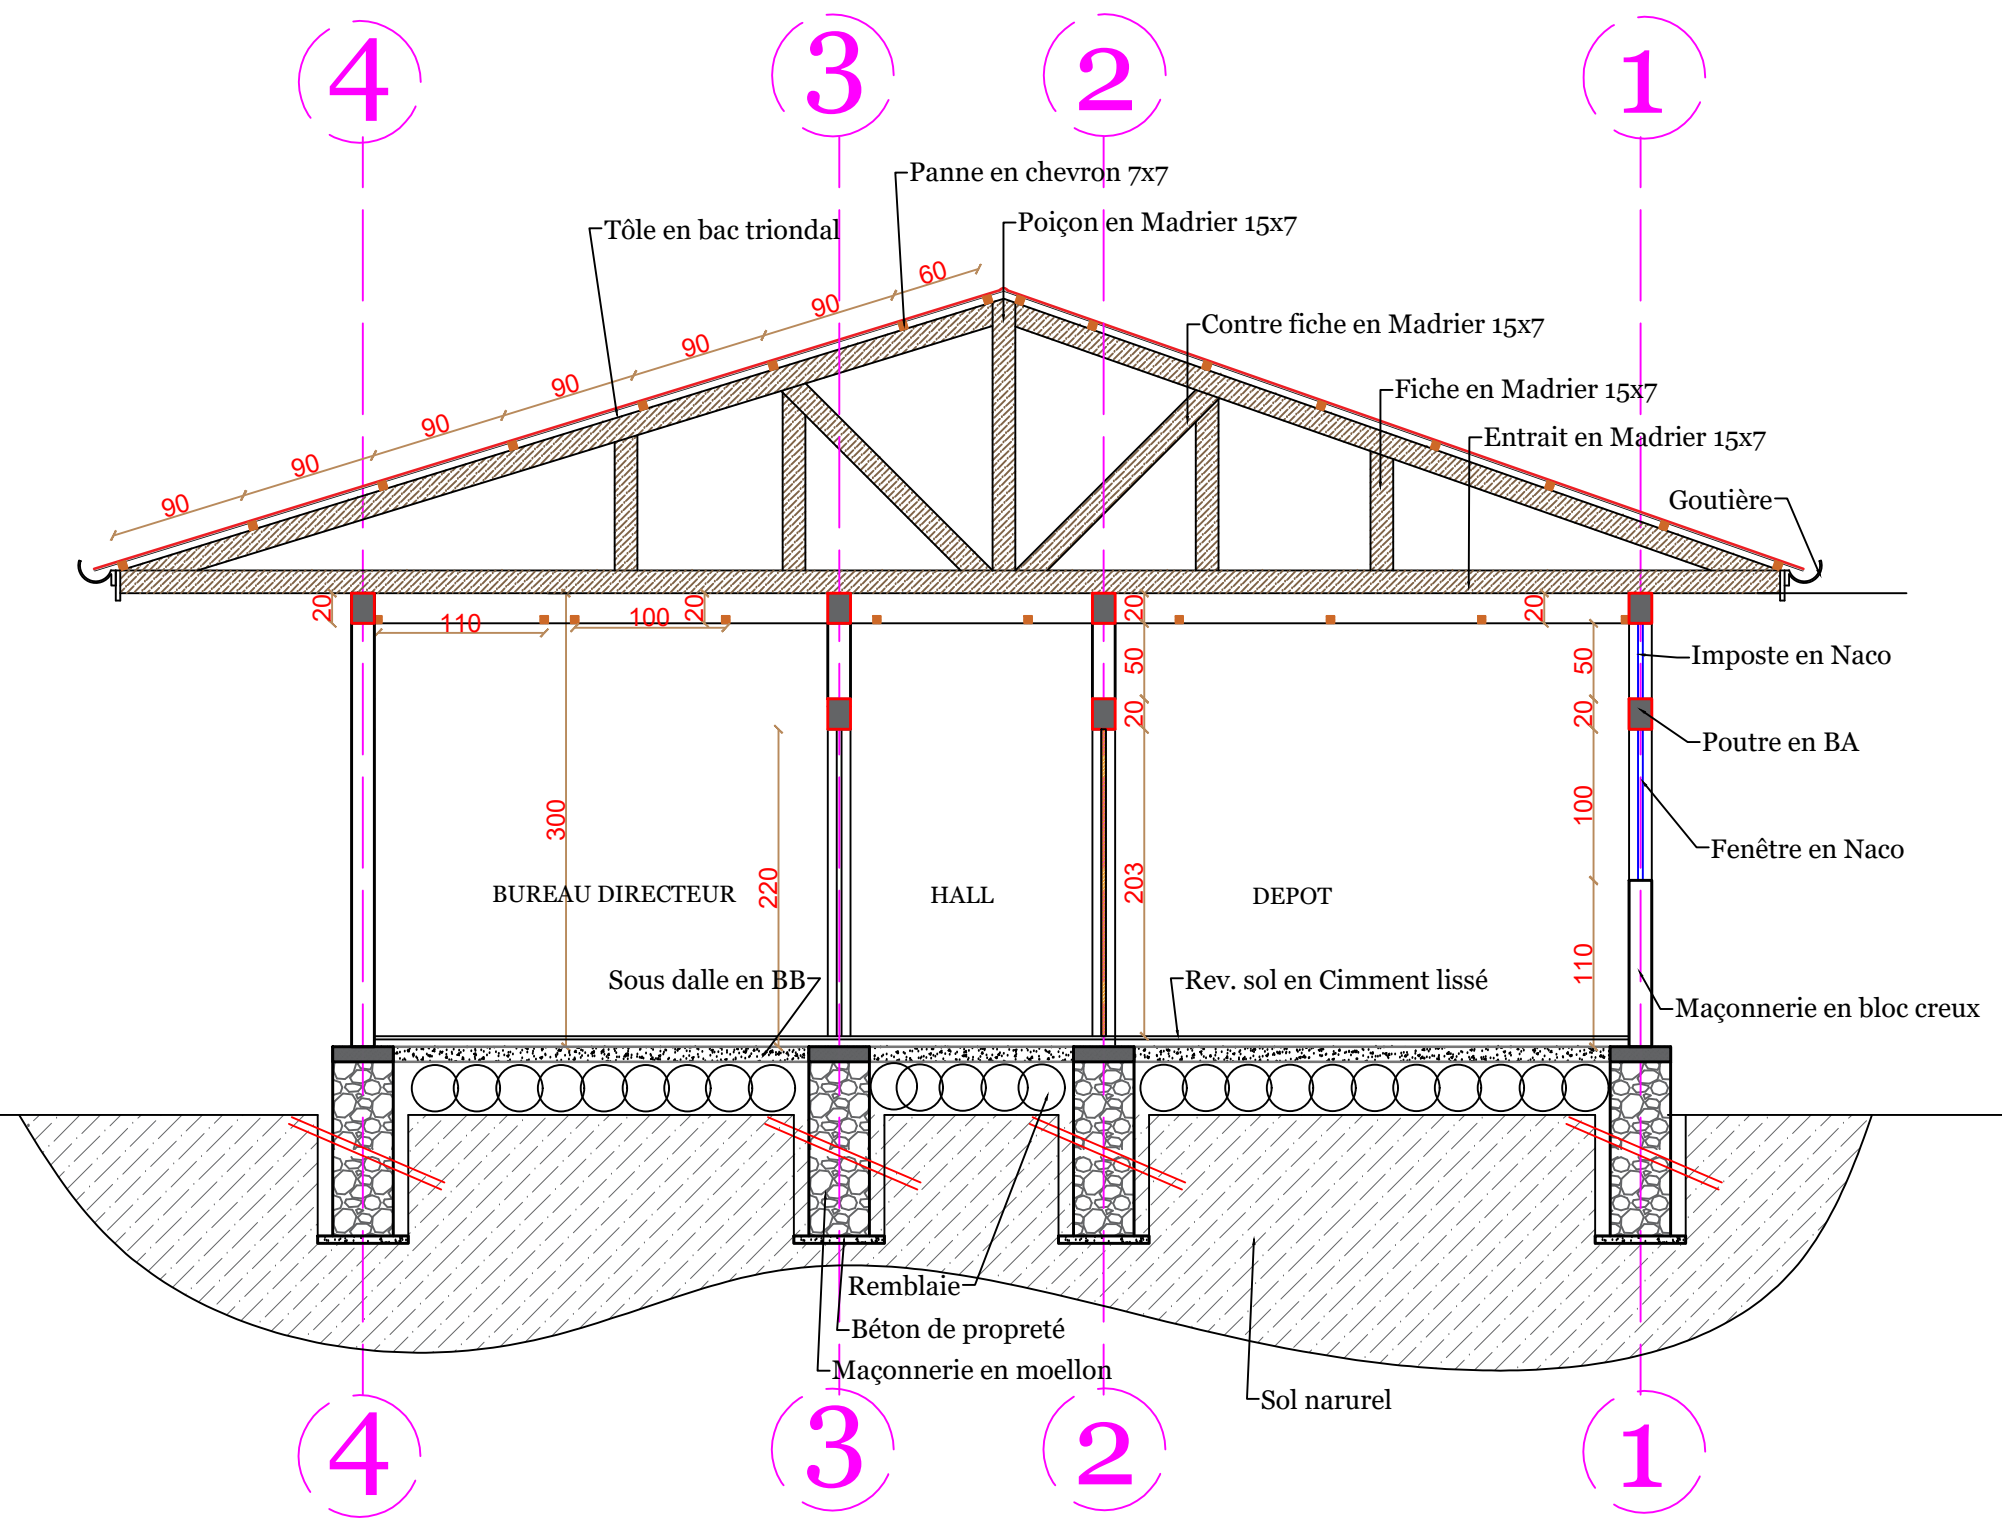 4
3
2
1
Panne en chevron 7x7
Tôle en bac triondal
Poiçon en Madrier 15x7
60
90
Contre fiche en Madrier 15x7
90
90
Fiche en Madrier 15x7
90
Entrait en Madrier 15x7
90
90
Goutière
20
110
100
20
20
20
50
50
Imposte en Naco
20
20
Poutre en BA
300
100
Fenêtre en Naco
220
203
BUREAU DIRECTEUR
HALL
DEPOT
110
Sous dalle en BB
Rev. sol en Cimment lissé
Maçonnerie en bloc creux
Remblaie
Béton de propreté
Maçonnerie en moellon
Sol narurel
4
3
2
1